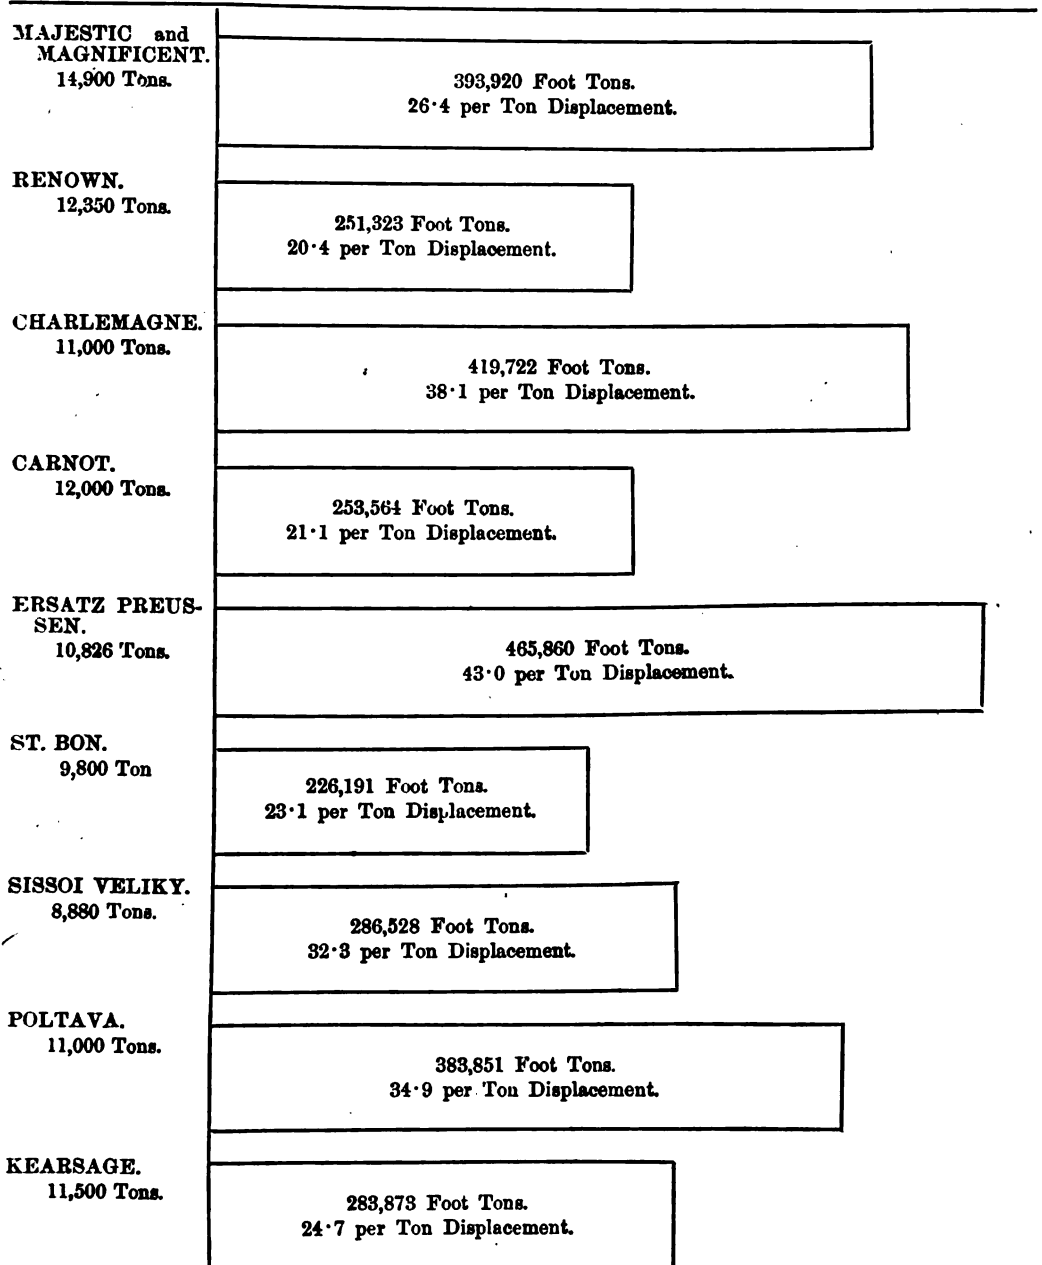 MAJESTIC and
MAGNIFICENT.
14,900 Tons.
393,920 Foot Tons.
26·4 per Ton Displacement.
RENOWN.
12,350 Tons.
251,323 Foot Tons.
20·4 per Ton Displacement.
CHARLEMAGNE.
11,000 Tons.
419,722 Foot Tons.
38·1 per Ton Displacement.
CARNOT.
12,000 Tons.
253,564 Foot Tons.
21·1 per Ton Displacement.
ERSATZ PREUS-
SEN.
10,826 Tons.
465,860 Foot Tons.
43·0 per Ton Displacement.
ST. BON.
9,800 Ton
226,191 Foot Tons.
23·1 per Ton Displacement.
SISSOI VELIKY.
8,880 Tons.
286,528 Foot Tons.
32·3 per Ton Displacement.
POLTAVA.
11,000 Tons.
383,851 Foot Tons.
34·9 per Ton Displacement.
KEARSAGE.
11,500 Tons.
283,873 Foot Tons.
24·7 per Ton Displacement.